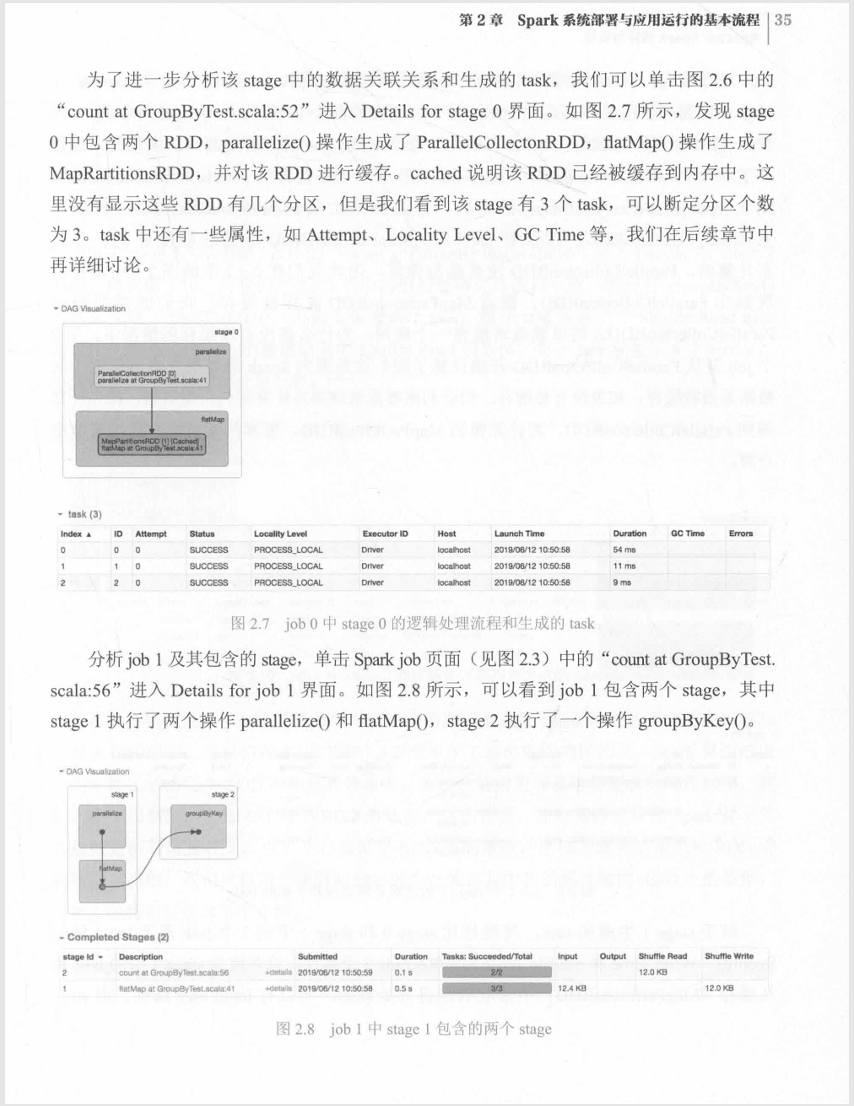 第 2 章 Spark 系统部署与应用运行的基本流程 | 35
为了进一步分析该 stage 中的数据关联关系和生成的 task，我们可以单击图 2.6 中的
“count at GroupByTest.scala:52”进入 Details for stage 0 界面。如图 2.7 所示，发现 stage
0 中包含两个 RDD，parallelize() 操作生成了 ParallelCollectonRDD，flatMap() 操作生成了
MapRartitionsRDD，并对该 RDD 进行缓存。cached 说明该 RDD 已经被缓存到内存中。这
里没有显示这些 RDD 有几个分区，但是我们看到该 stage 有 3 个 task，可以断定分区个数
为 3。task 中还有一些属性，如 Attempt、Locality Level、GC Time 等，我们在后续章节中
再详细讨论。
DAG Visualization
stage 0
parallelize
ParallelCollectionRDD [0]
parallelize at GroupByTest.scala:41
flatMap
MapPartitionsRDD [1] [Cached]
flatMap at GroupByTest.scala:41
task (3)
Index ID Attempt Status Locality Level Executor ID Host Launch Time Duration GC Time Errors
0 0 0 SUCCESS PROCESS_LOCAL Driver localhost 2019/06/12 10:50:58 54 ms
1 1 0 SUCCESS PROCESS_LOCAL Driver localhost 2019/06/12 10:50:58 11 ms
2 2 0 SUCCESS PROCESS_LOCAL Driver localhost 2019/06/12 10:50:58 9 ms
图 2.7 job 0 中 stage 0 的逻辑处理流程和生成的 task
分析 job 1 及其包含的 stage，单击 Spark job 页面（见图 2.3）中的“count at GroupByTest.
scala:56”进入 Details for job 1 界面。如图 2.8 所示，可以看到 job 1 包含两个 stage，其中
stage 1 执行了两个操作 parallelize() 和 flatMap()，stage 2 执行了一个操作 groupByKey()。
DAG Visualization
stage 1 stage 2
parallelize groupByKey
flatMap
Completed Stages (2)
stage Id Description Submitted Duration Tasks: Succeeded/Total Input Output Shuffle Read Shuffle Write
2 count at GroupByTest.scala:56 +details 2019/06/12 10:50:59 0.1 s 2/2 12.0 KB
1 flatMap at GroupByTest.scala:41 +details 2019/06/12 10:50:58 0.5 s 3/3 12.4 KB 12.0 KB
图 2.8 job 1 中 stage 1 包含的两个 stage